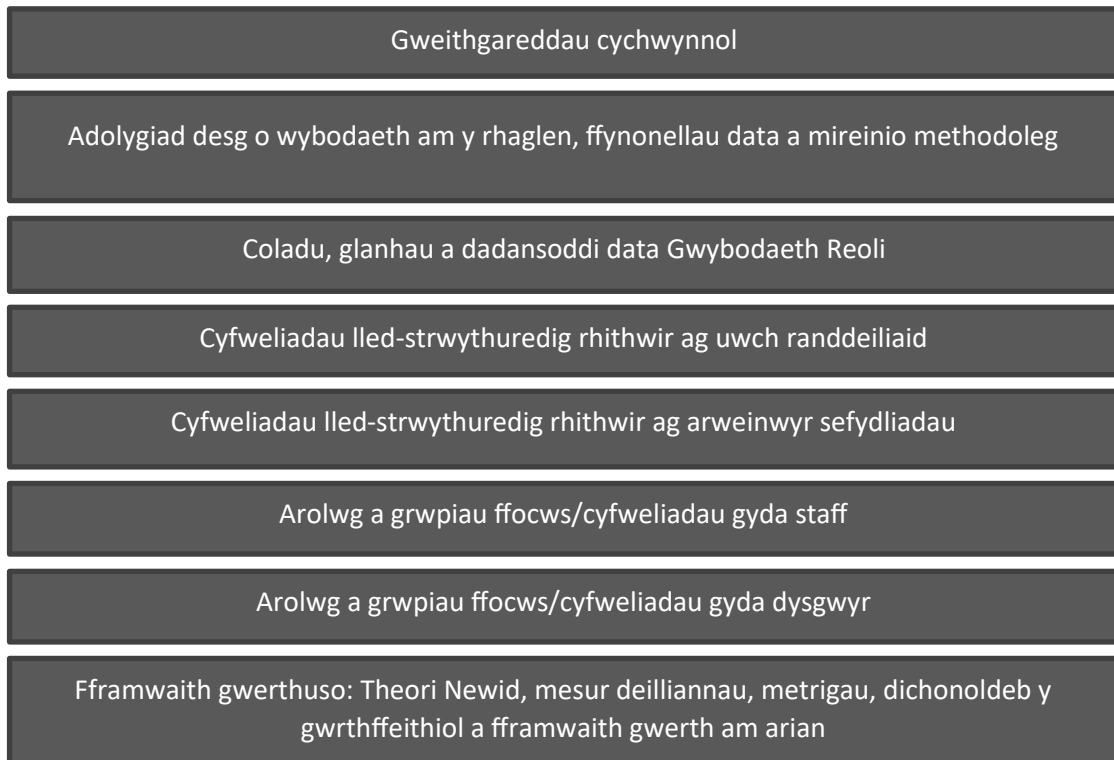 Gweithgareddau cychwynnol
Adolygiad desg o wybodaeth am y rhaglen, ffynonellau data a mireinio methodoleg
Coladu, glanhau a dadansoddi data Gwybodaeth Reoli
Cyfweliadau lled-strwythuredig rhithwir ag uwch randdeiliaid
Cyfweliadau lled-strwythuredig rhithwir ag arweinwyr sefydliadau
Arolwg a grwpiau ffocws/cyfweliadau gyda staff
Arolwg a grwpiau ffocws/cyfweliadau gyda dysgwyr
Fframwaith gwerthuso: Theori Newid, mesur deilliannau, metrigau, dichonoldeb y
gwrthffeithiol a fframwaith gwerth am arian